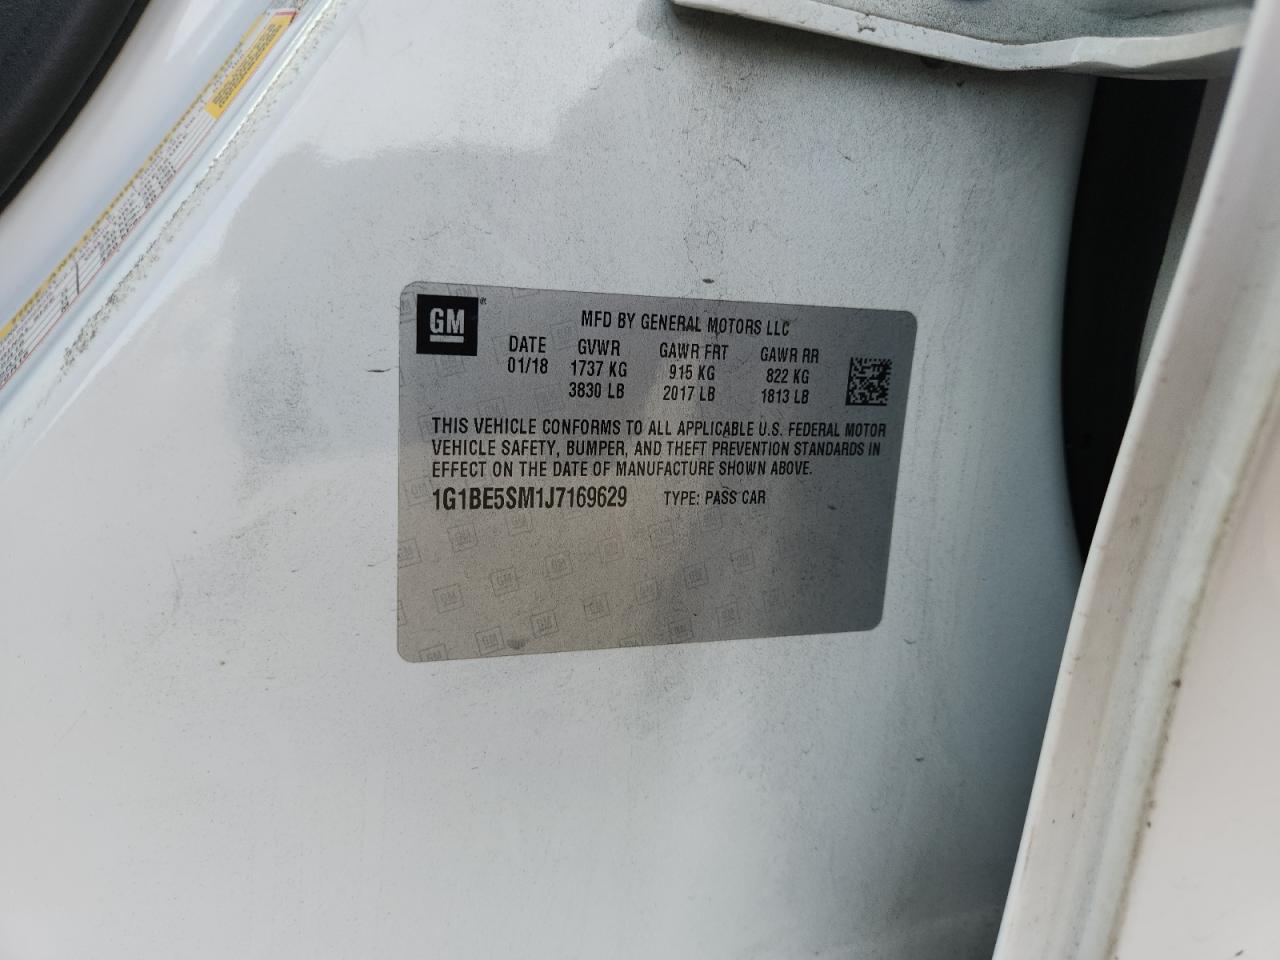 GM
MFD BY GENERAL MOTORS LLC
DATE GVWR GAWR FRT GAWR RR
01/18 1737 KG 915 KG 822 KG
3830 LB 2017 LB 1813 LB
THIS VEHICLE CONFORMS TO ALL APPLICABLE U.S. FEDERAL MOTOR
VEHICLE SAFETY, BUMPER, AND THEFT PREVENTION STANDARDS IN
EFFECT ON THE DATE OF MANUFACTURE SHOWN ABOVE.
1G1BE5SM1J7169629 TYPE: PASS CAR